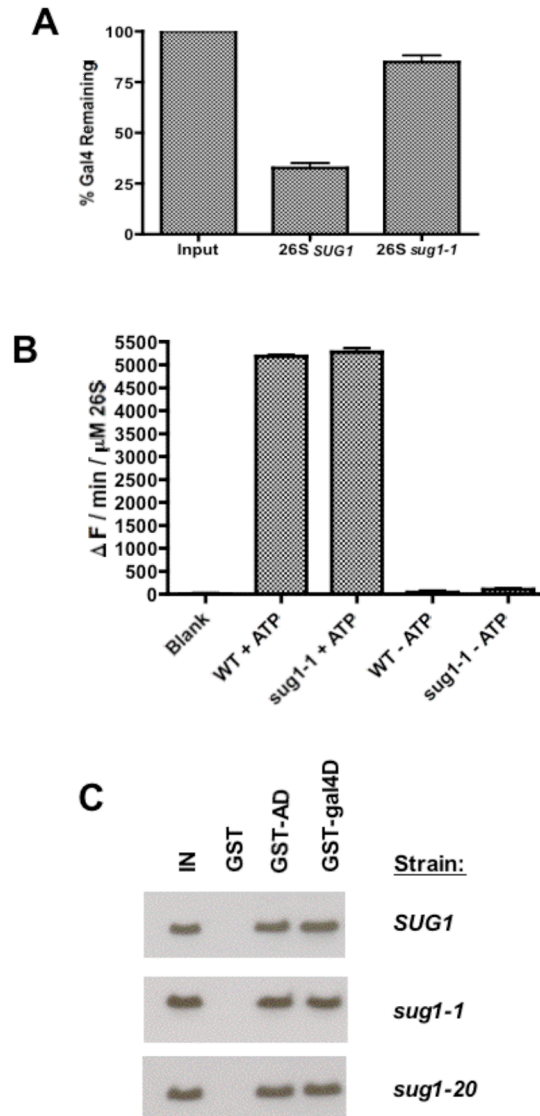 A
% Gal4 Remaining
100
75
50
25
0
Input
26S SUG1
26S sug1-1
B
Δ F / min / μM 26S
5500
5000
4500
4000
3500
3000
2500
2000
1500
1000
500
0
Blank
WT + ATP
sug1-1 + ATP
WT - ATP
sug1-1 - ATP
C
IN
GST
GST-AD
GST-gal4D
Strain:
SUG1
sug1-1
sug1-20